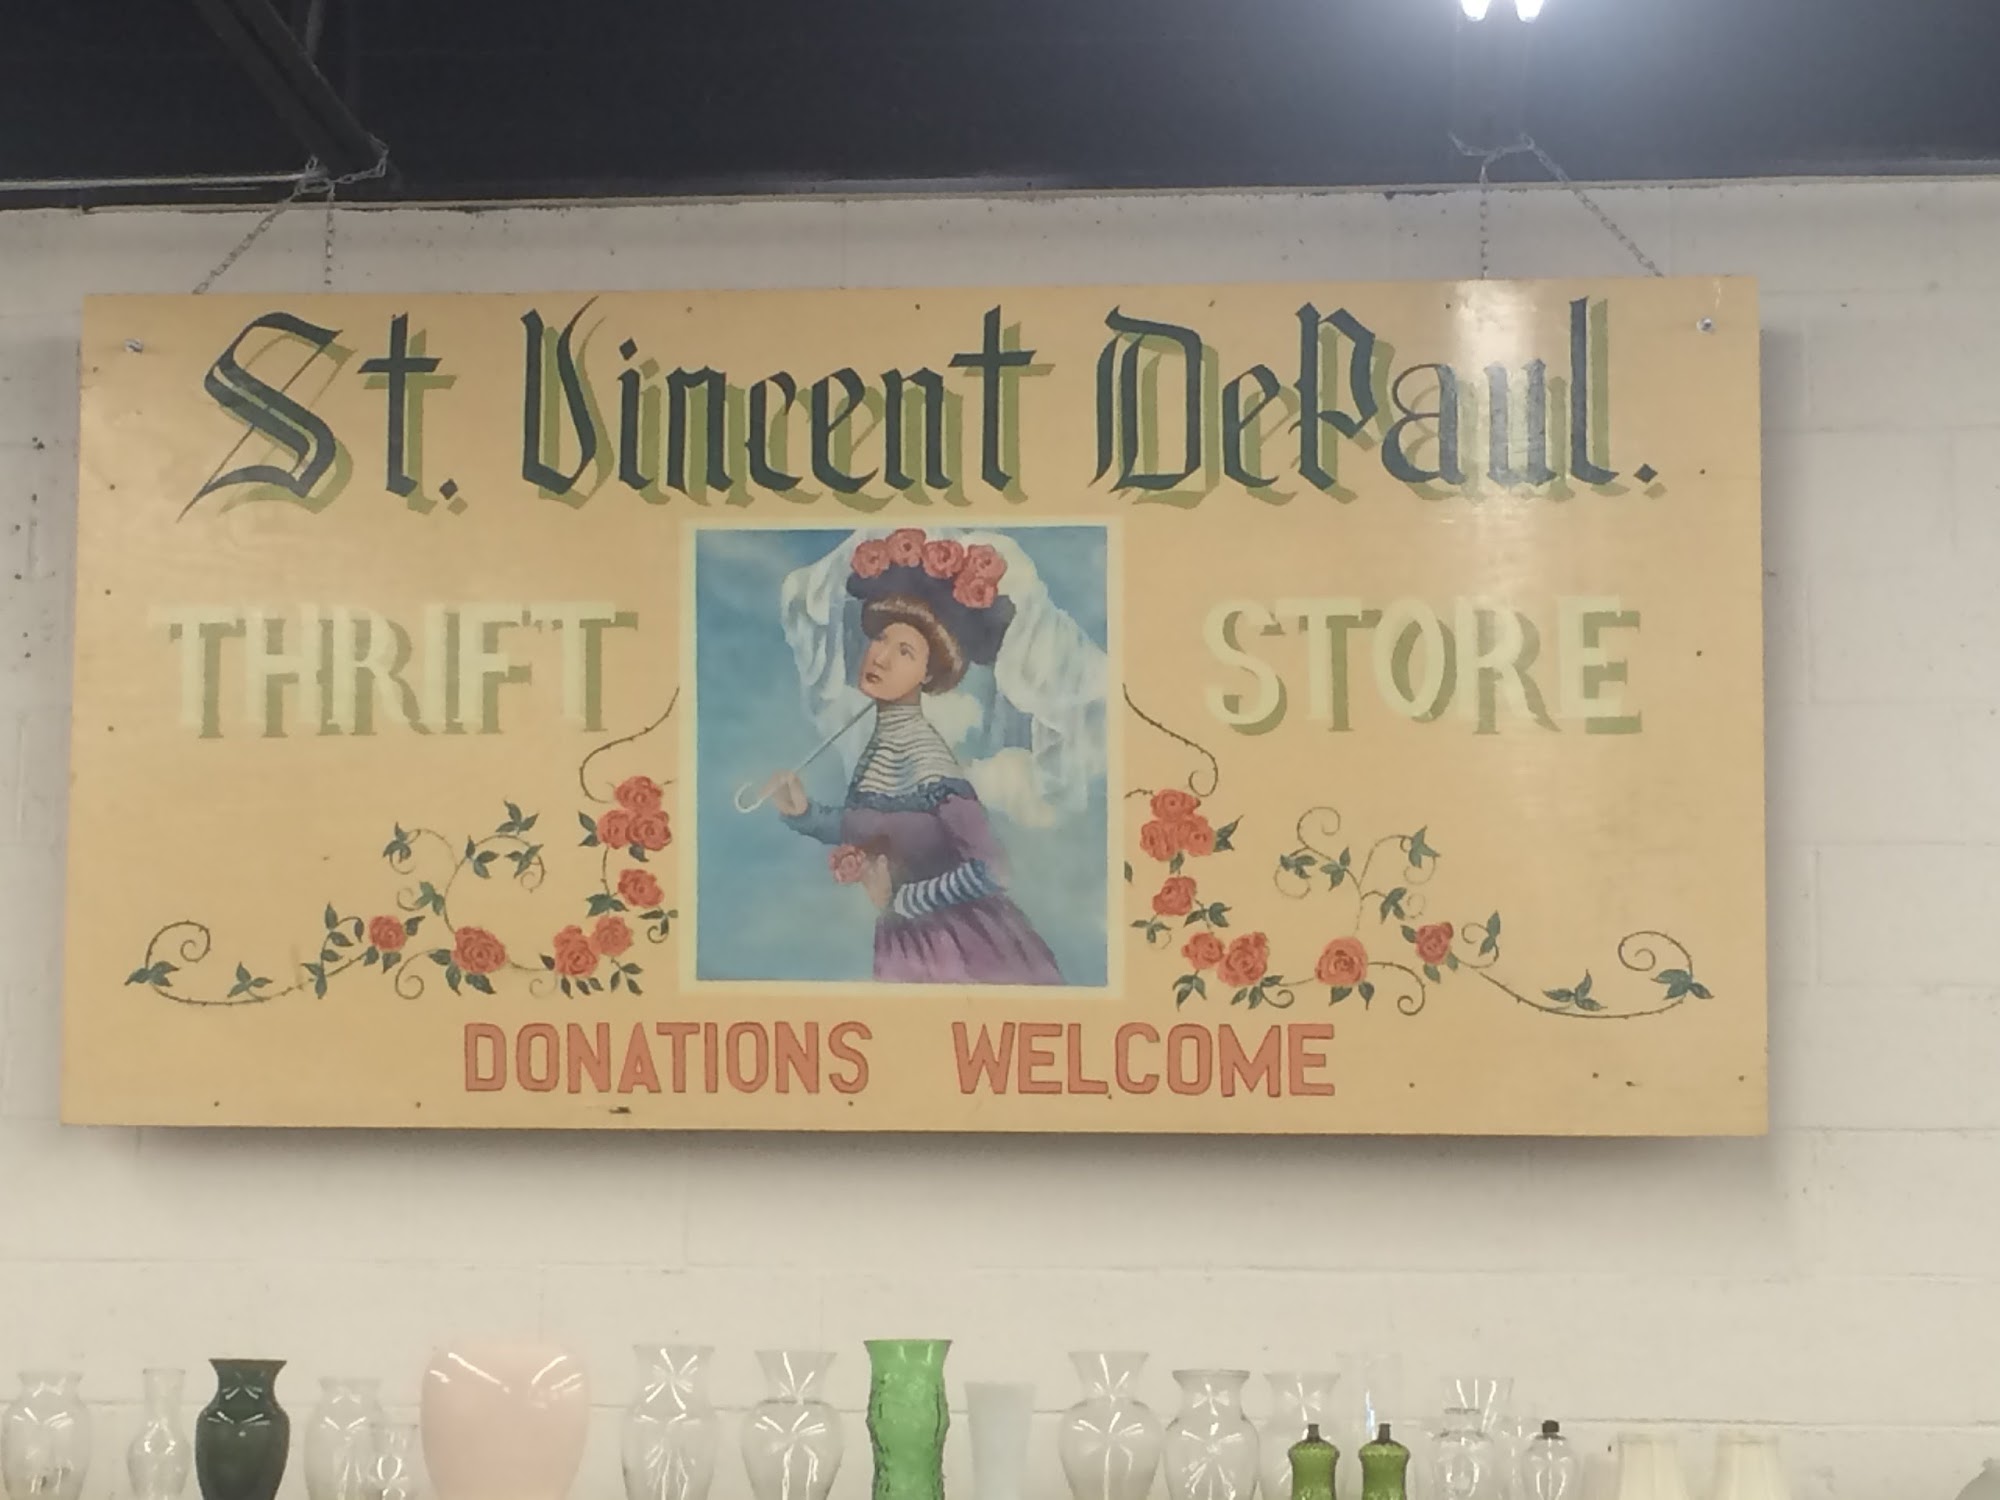 St. Vincent DePaul.
THRIFT STORE
DONATIONS WELCOME